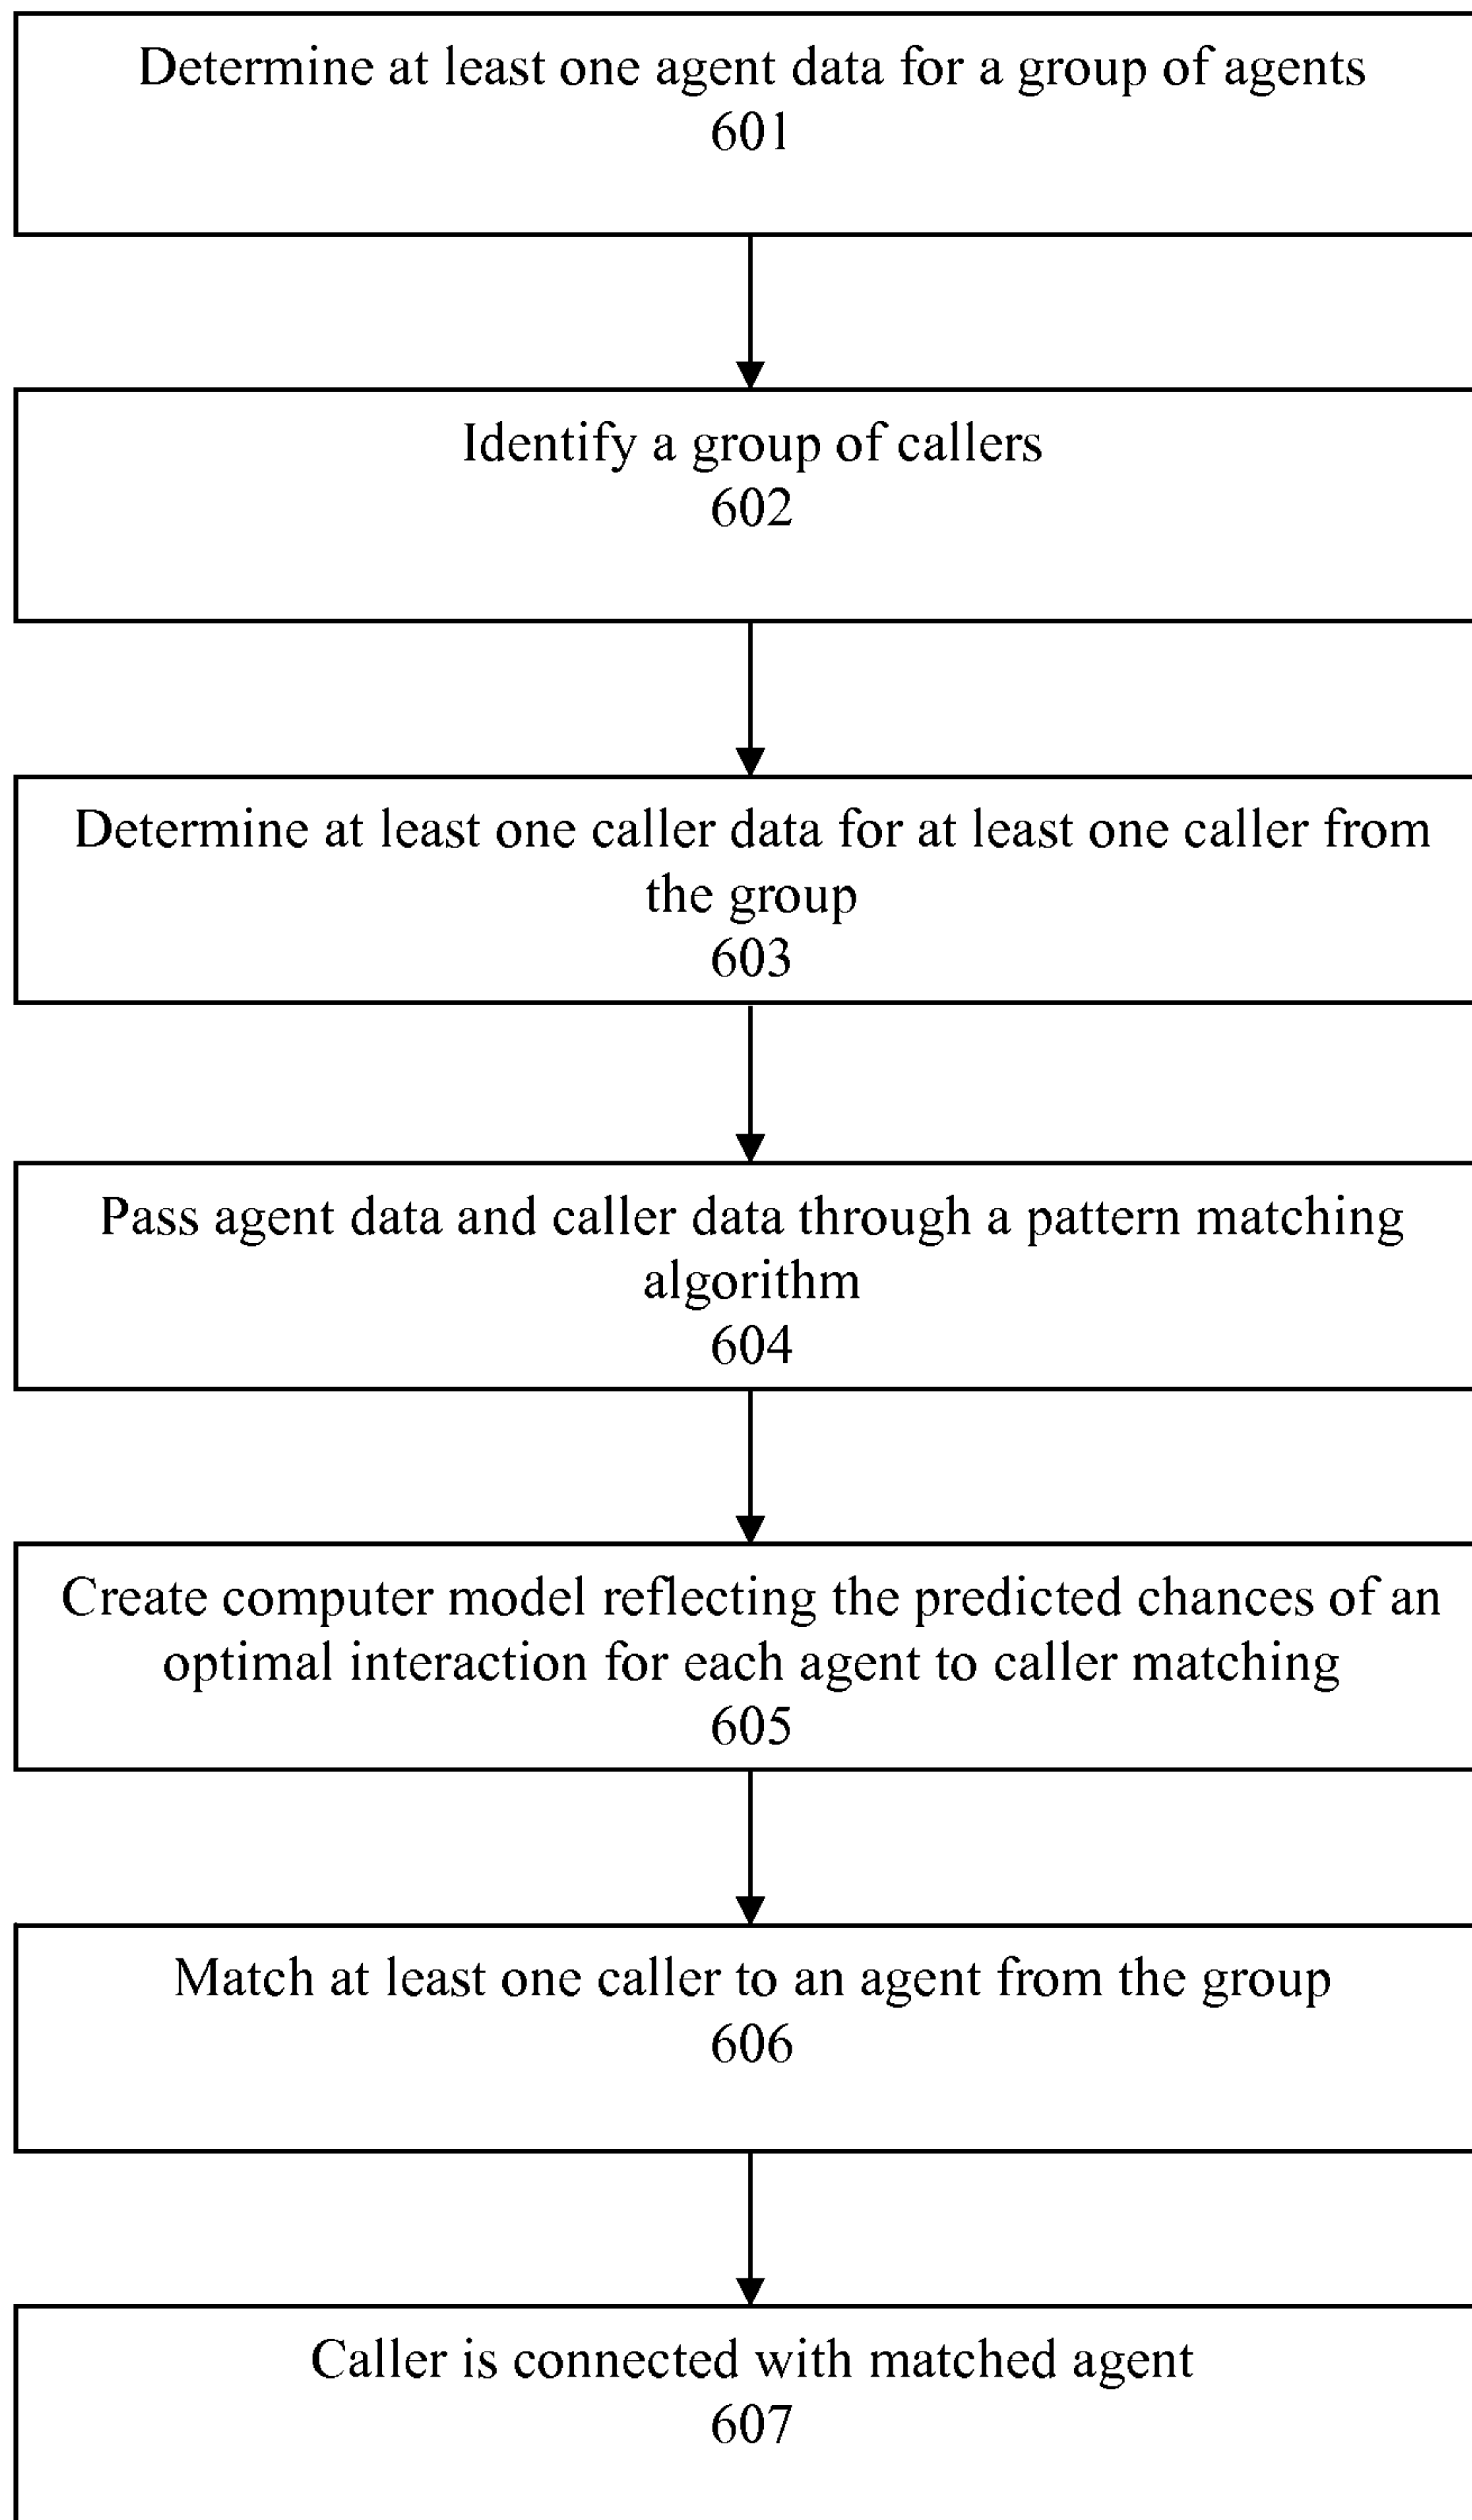 Determine at least one agent data for a group of agents
601
Identify a group of callers
602
Determine at least one caller data for at least one caller from
the group
603
Pass agent data and caller data through a pattern matching
algorithm
604
Create computer model reflecting the predicted chances of an
optimal interaction for each agent to caller matching
605
Match at least one caller to an agent from the group
606
Caller is connected with matched agent
607